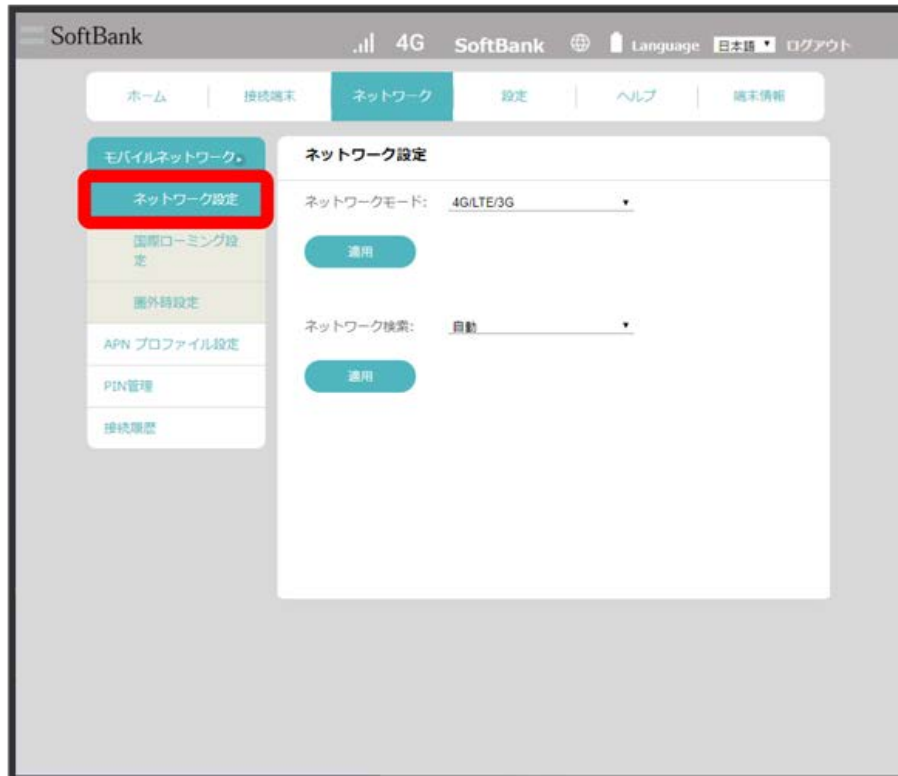 SoftBank
4G SoftBank Language 日本語 ログアウト
ホーム 接続端末 ネットワーク 設定 ヘルプ 端末情報
モバイルネットワーク
ネットワーク設定
国際ローミング設
定
圏外時設定
APN プロファイル設定
PIN管理
接続履歴
ネットワーク設定
ネットワークモード: 4G/LTE/3G
適用
ネットワーク検索: 自動
適用